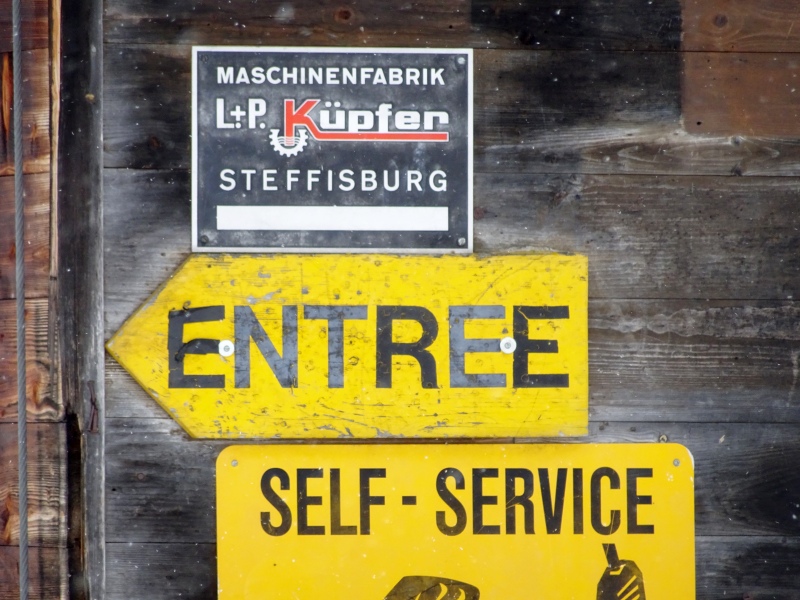 MASCHINENFABRIK
L+P. Küpfer
STEFFISBURG
ENTREE
SELF-SERVICE